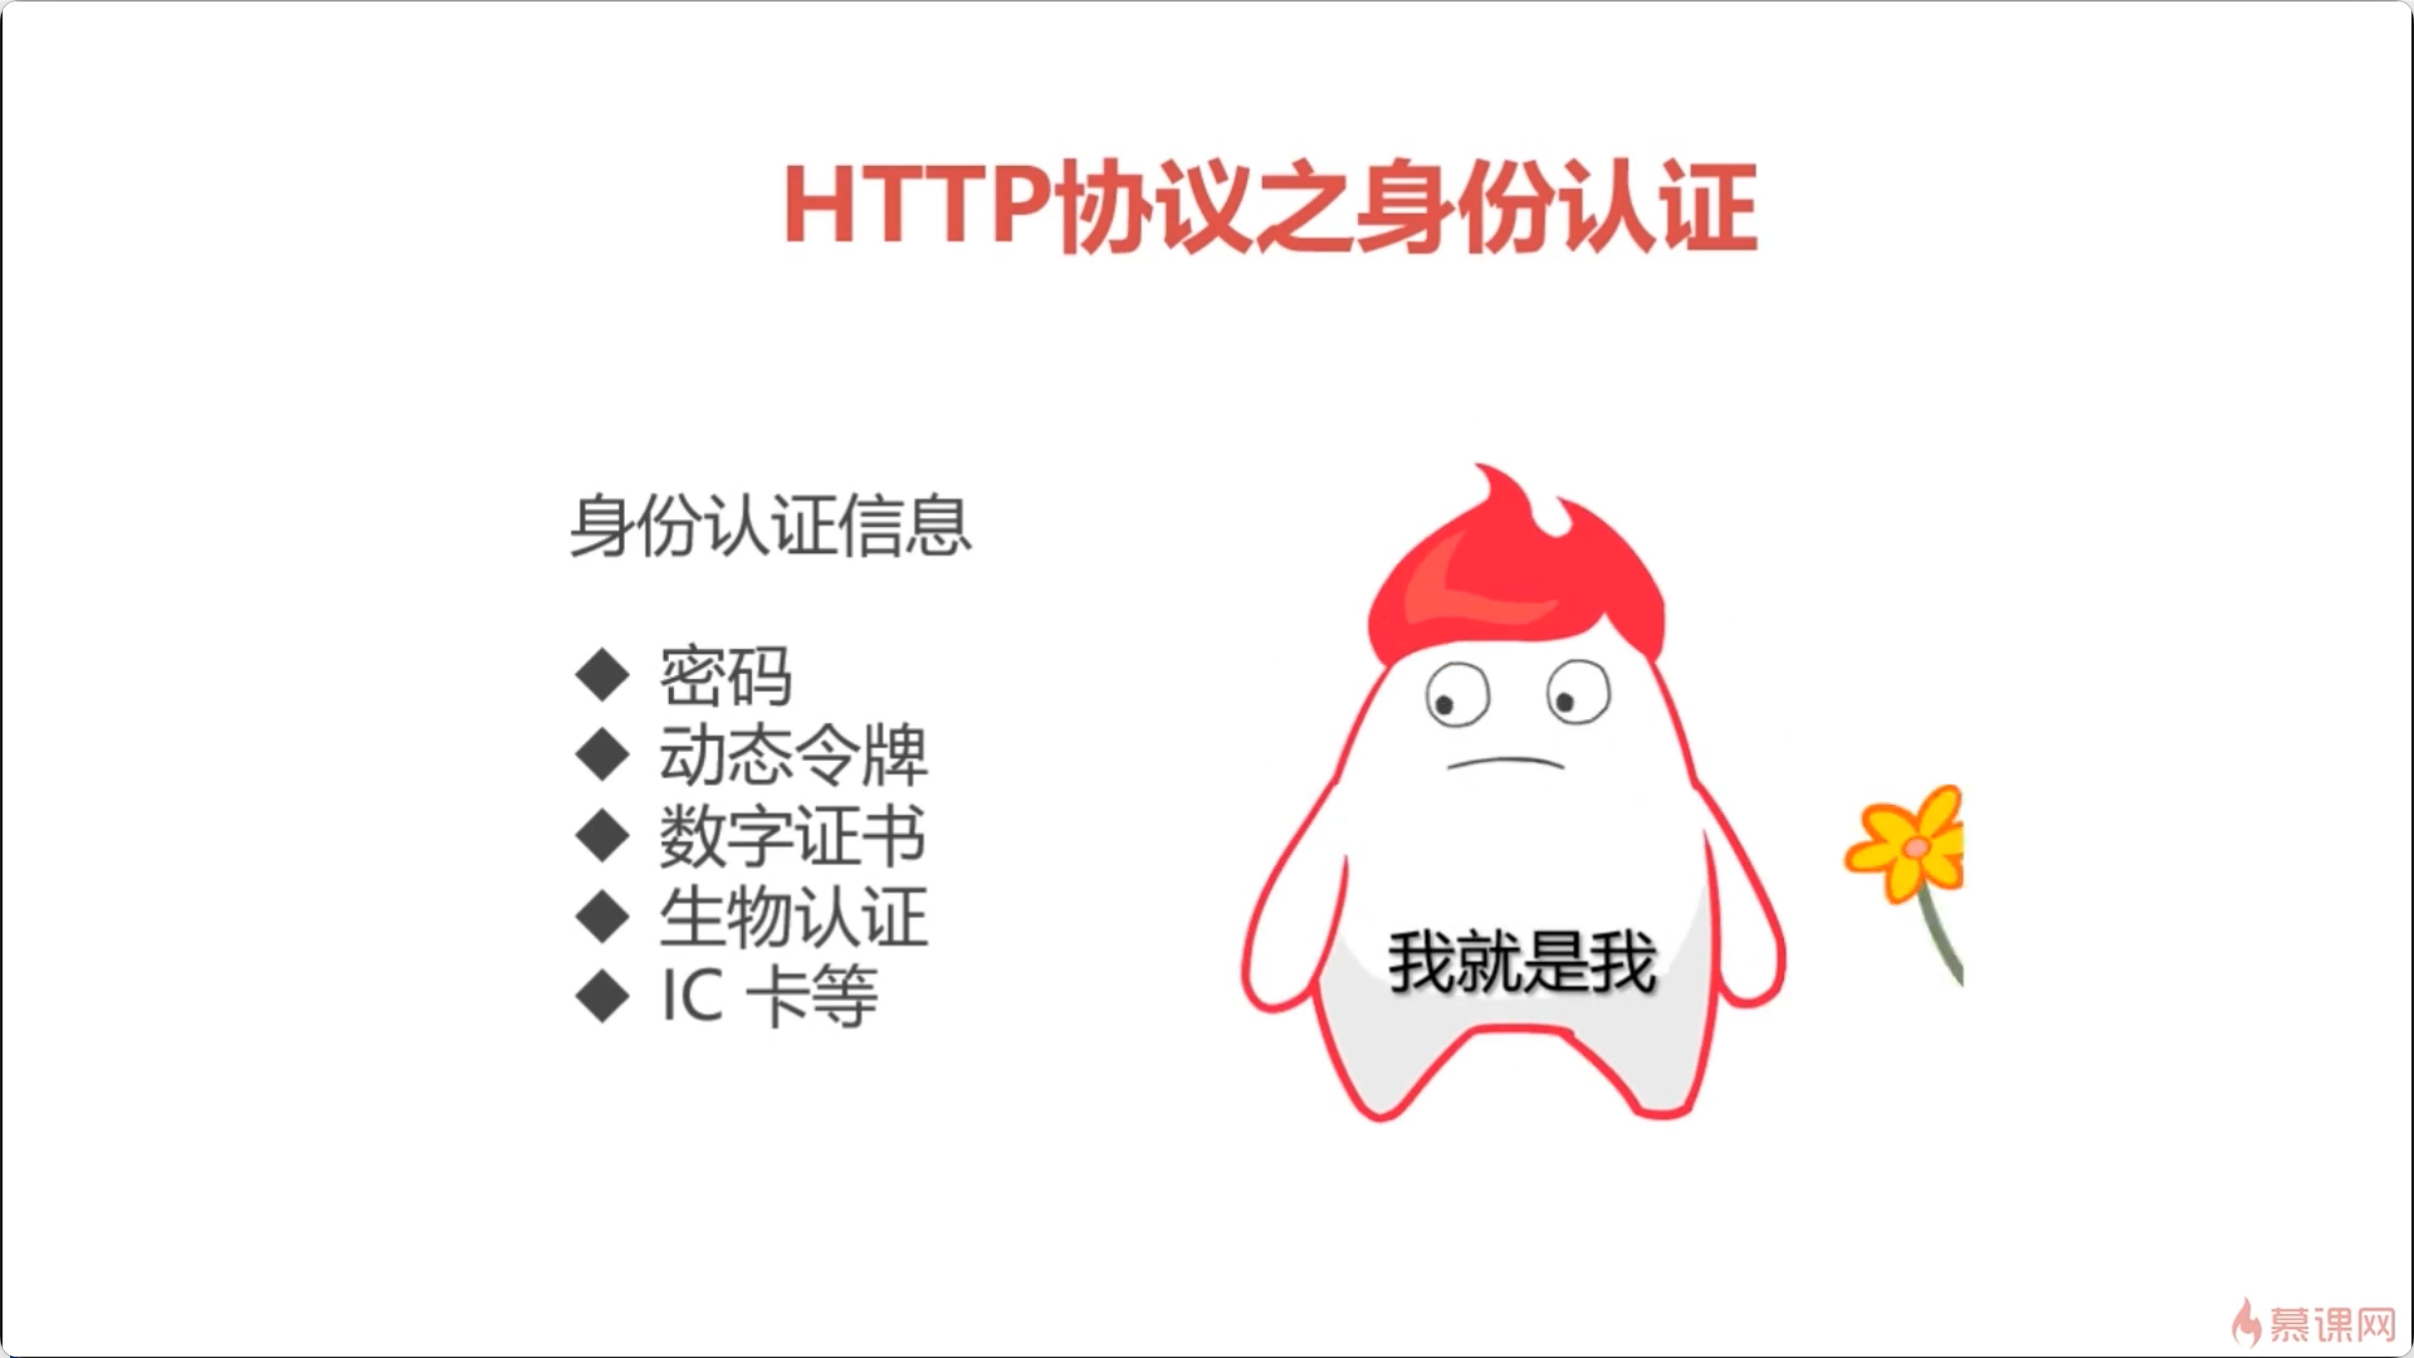 HTTP协议之身份认证
身份认证信息
◆ 密码
◆ 动态令牌
◆ 数字证书
◆ 生物认证
◆ IC 卡等
我就是我
慕课网